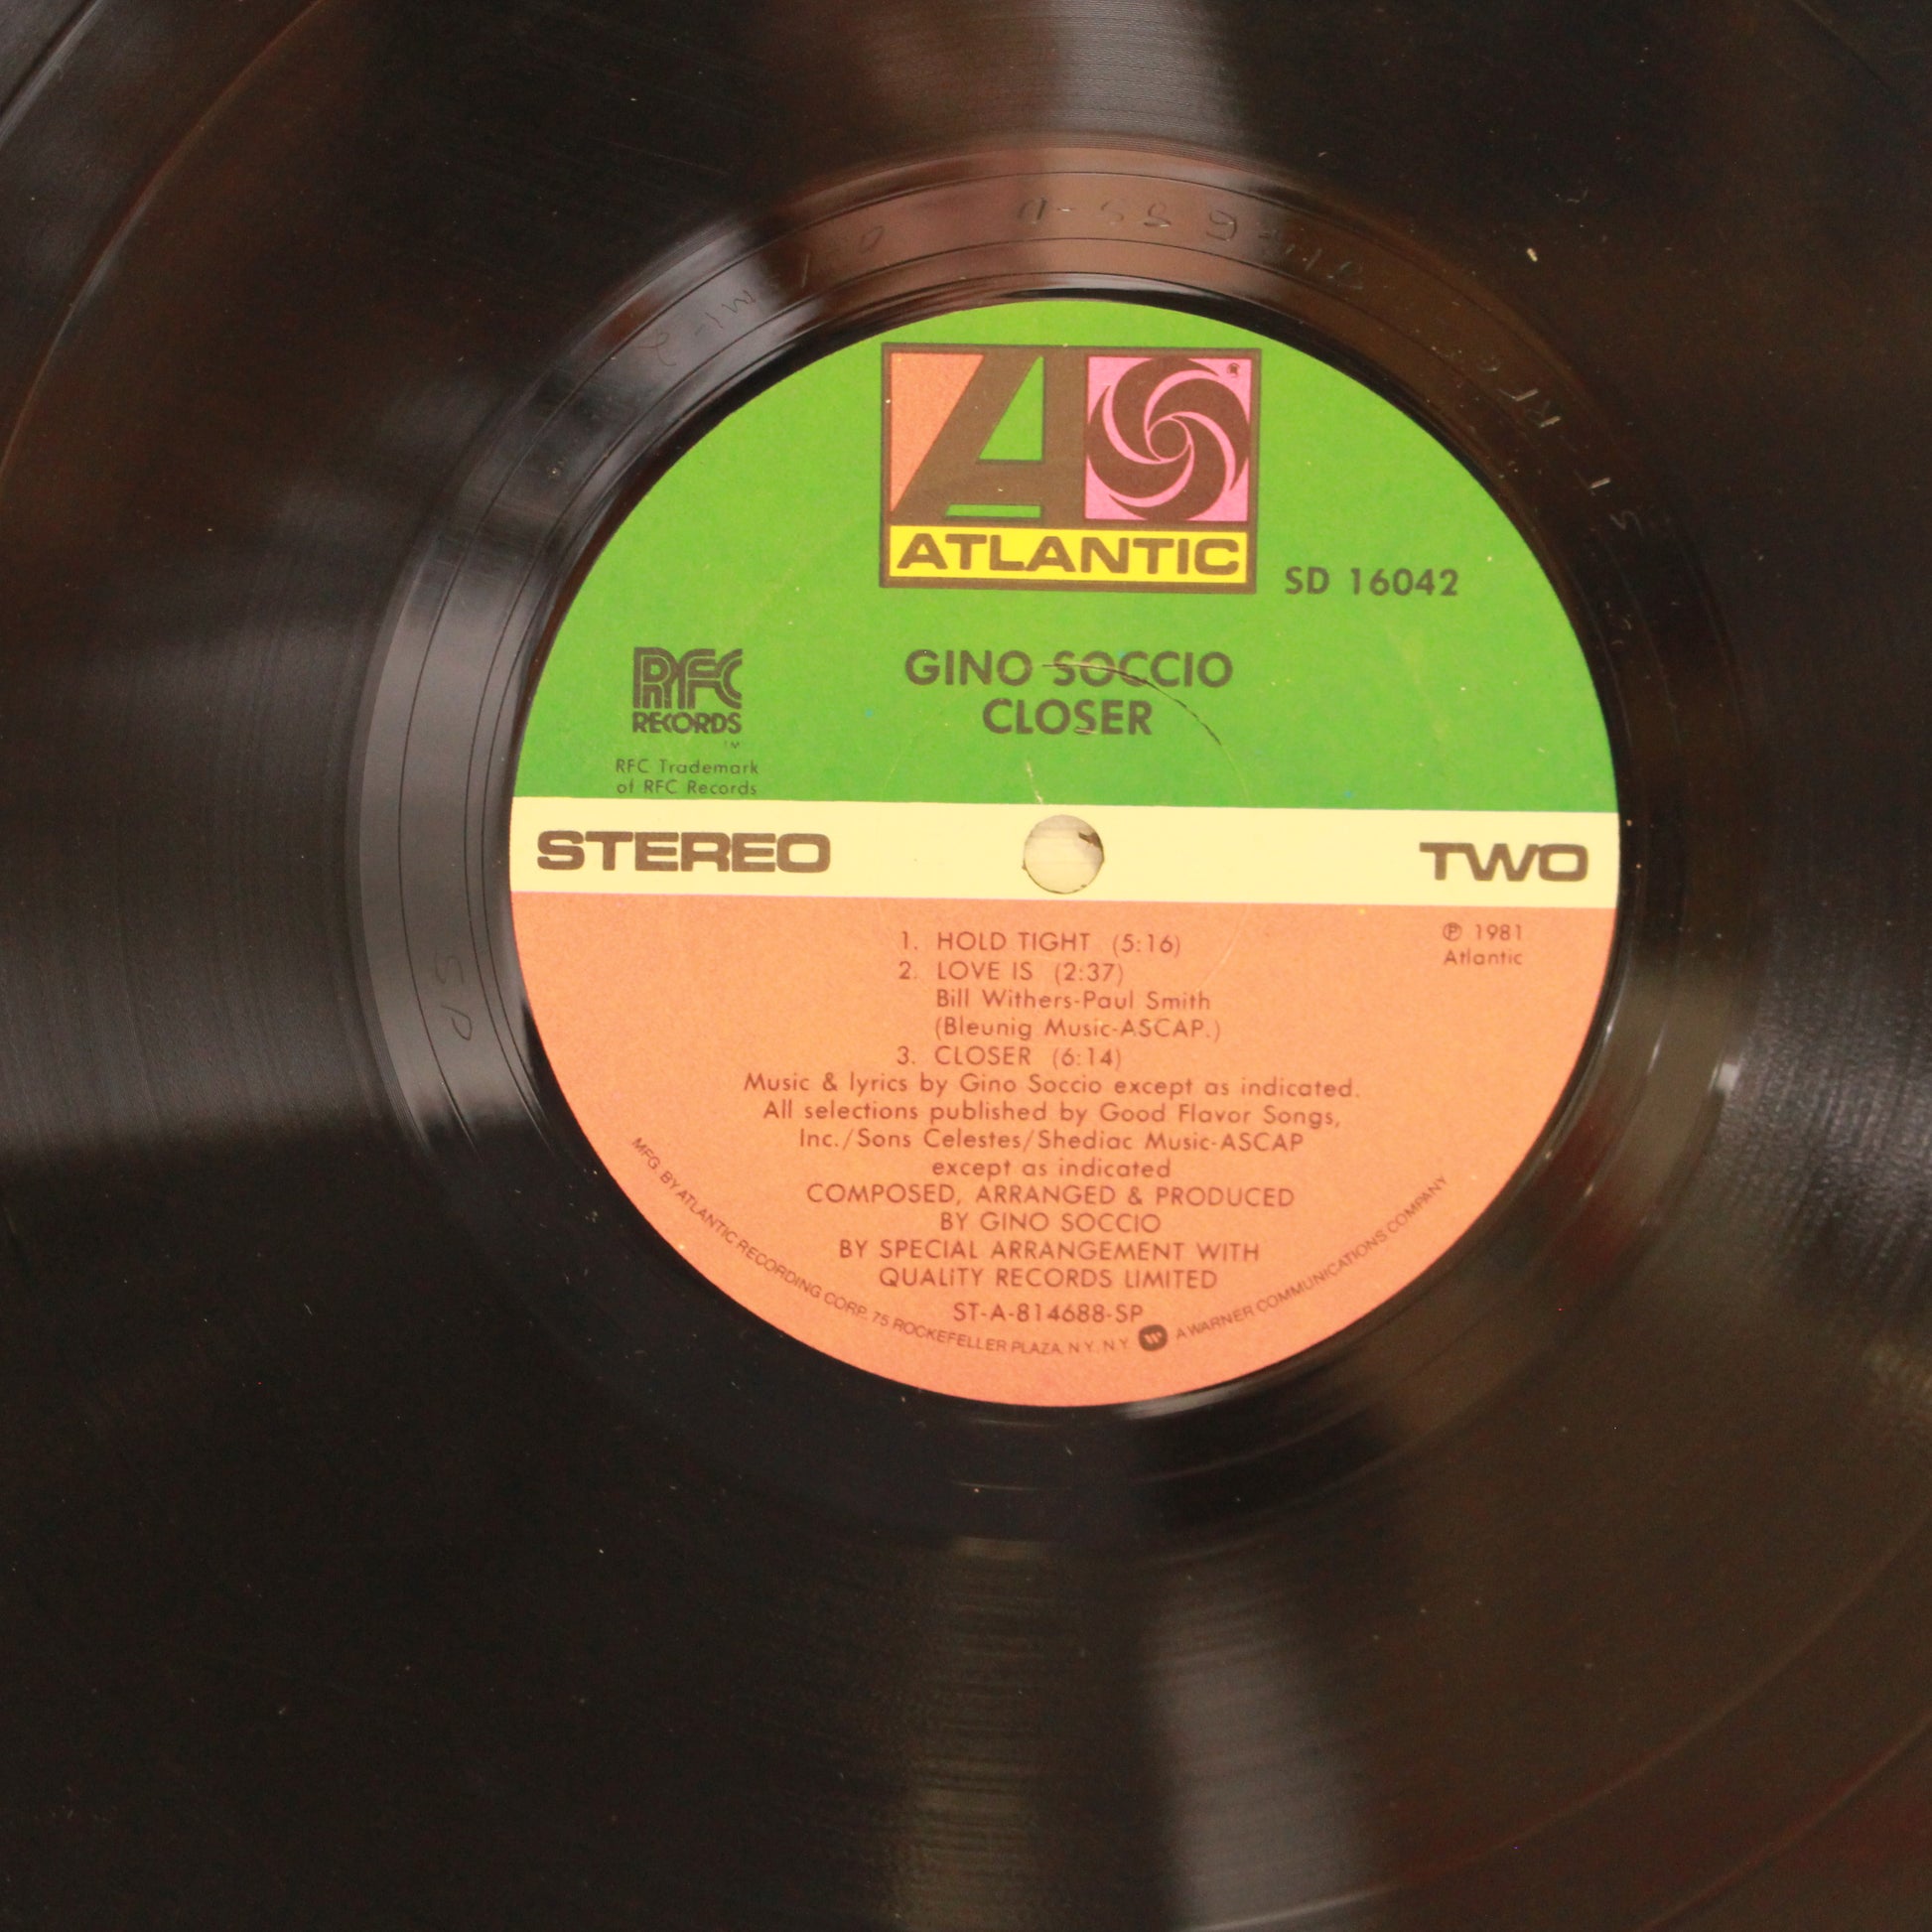 ATLANTIC
SD 16042
GINO SOCCIO
CLOSER
RFC
RECORDS
TM
RFC Trademark
of RFC Records
STEREO
TWO
℗ 1981
Atlantic
1. HOLD TIGHT (5:16)
2. LOVE IS (2:37)
Bill Withers-Paul Smith
(Bleunig Music-ASCAP.)
3. CLOSER (6:14)
Music & lyrics by Gino Soccio except as indicated.
All selections published by Good Flavor Songs,
Inc./Sons Celestes/Shediac Music-ASCAP
except as indicated
COMPOSED, ARRANGED & PRODUCED
BY GINO SOCCIO
BY SPECIAL ARRANGEMENT WITH
QUALITY RECORDS LIMITED
ST-A-814688-SP
MFG. BY ATLANTIC RECORDING CORP. 75 ROCKEFELLER PLAZA, N.Y. N.Y. A WARNER COMMUNICATIONS COMPANY
SP